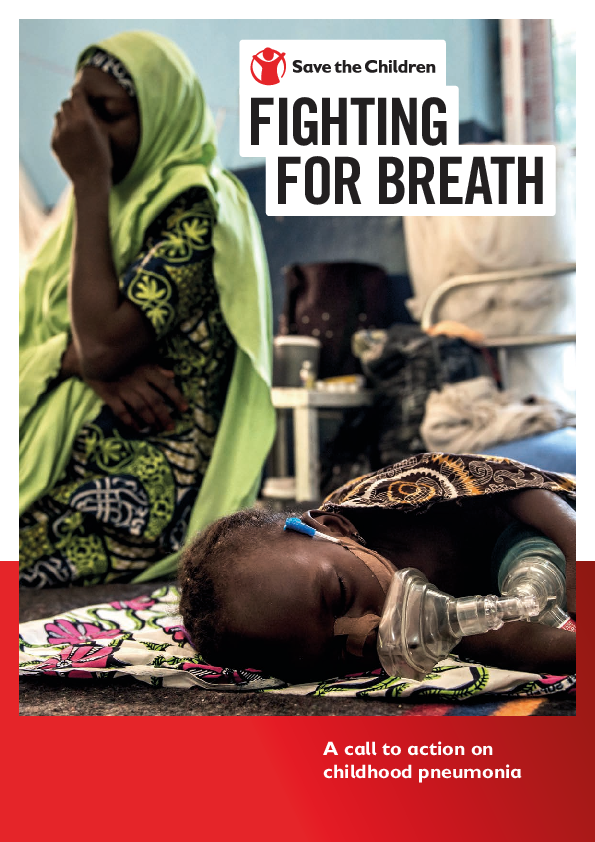 Save the Children
FIGHTING
FOR BREATH
A call to action on
childhood pneumonia